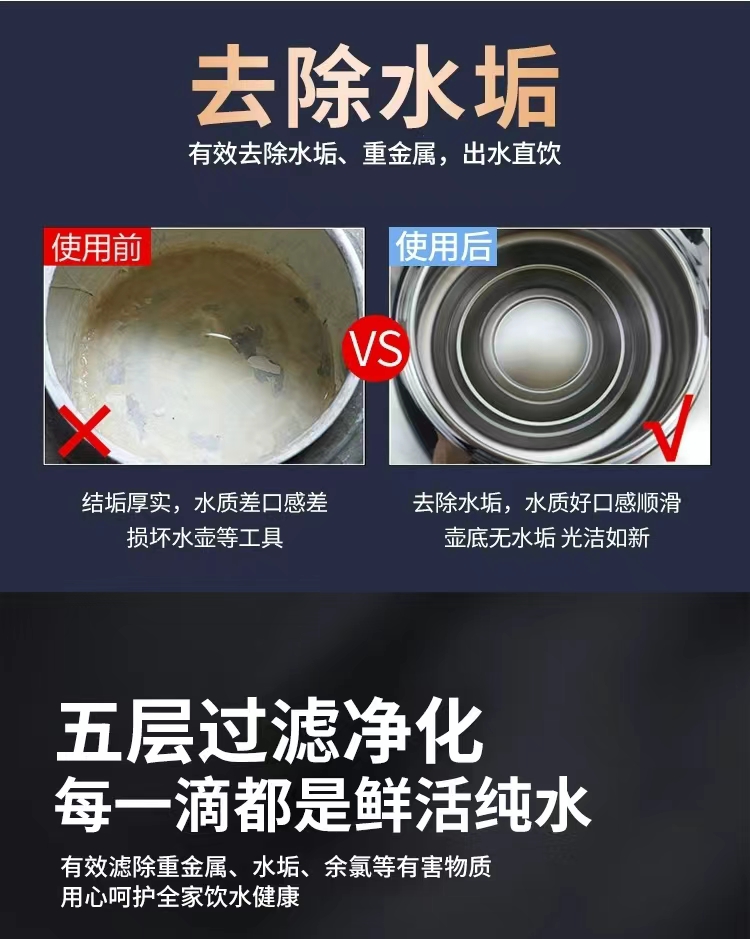 去除水垢
有效去除水垢、重金属，出水直饮
使用前
使用后
VS
结垢厚实，水质差口感差
损坏水壶等工具
去除水垢，水质好口感顺滑
壶底无水垢 光洁如新
五层过滤净化
每一滴都是鲜活纯水
有效滤除重金属、水垢、余氯等有害物质
用心呵护全家饮水健康